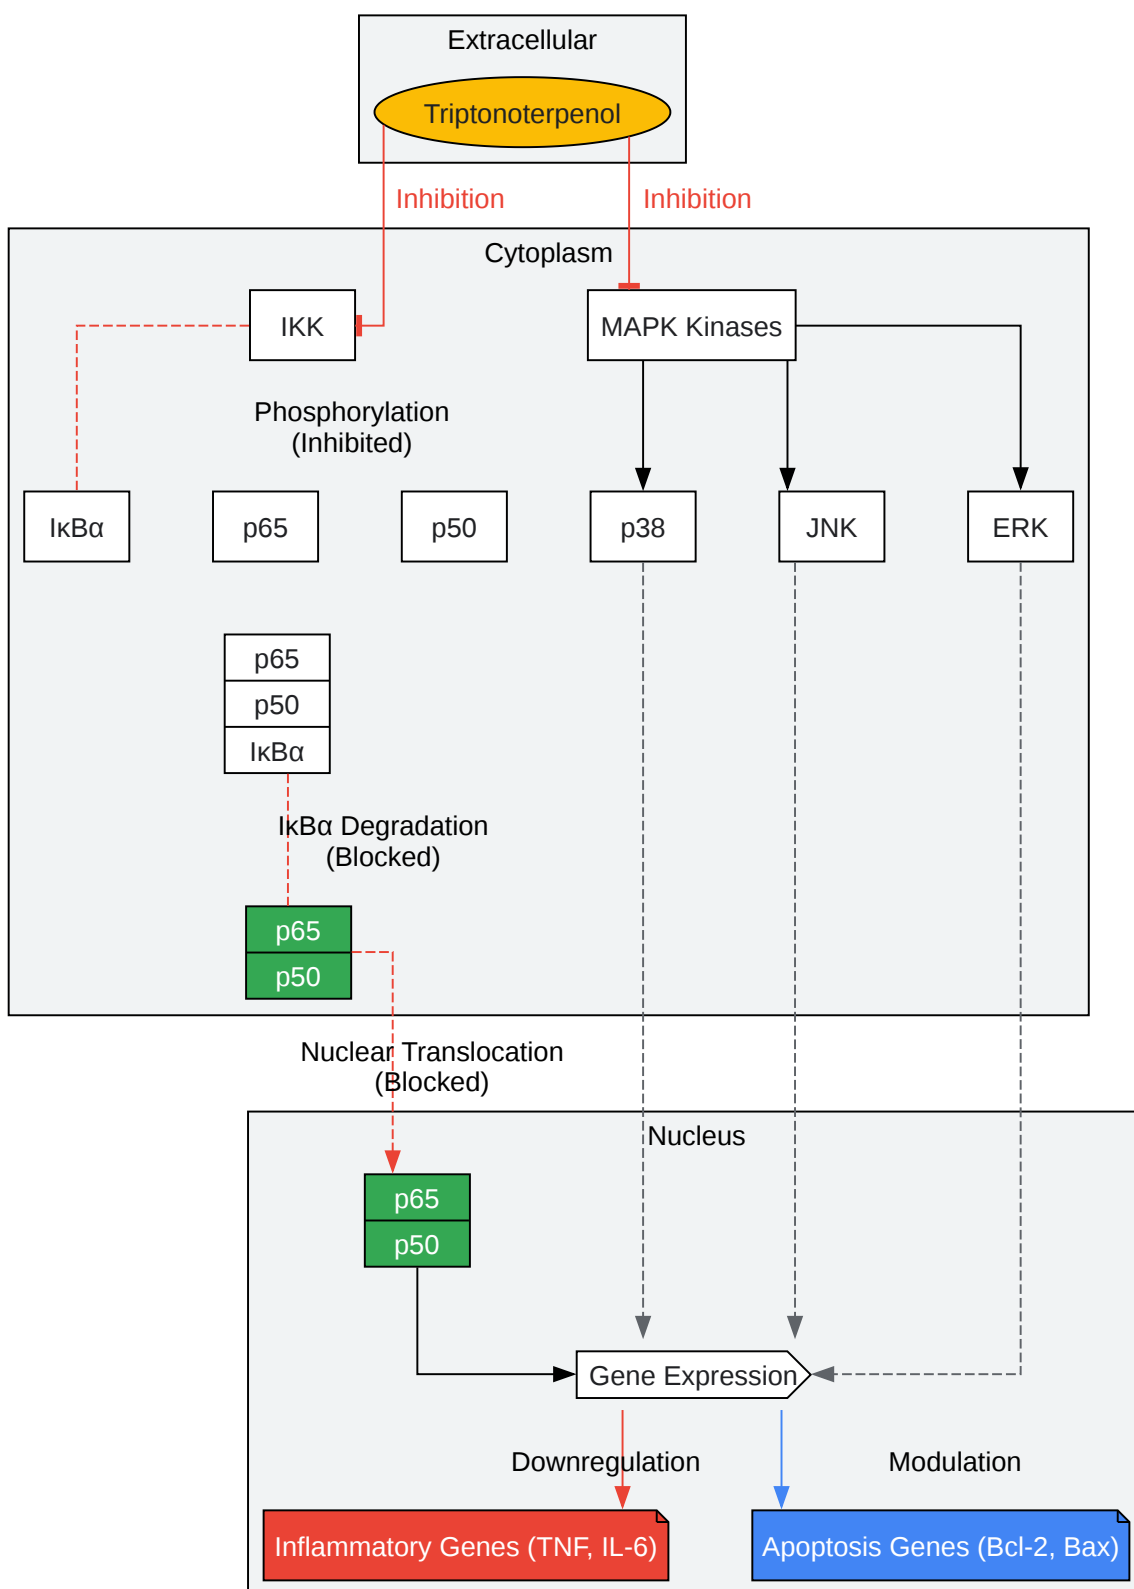 Extracellular
Triptonoterpenol
Inhibition
Inhibition
Cytoplasm
IKK
MAPK Kinases
Phosphorylation
(Inhibited)
IκBα
p65
p50
p38
JNK
ERK
p65
p50
IκBα
IκBα Degradation
(Blocked)
p65
p50
Nuclear Translocation
(Blocked)
Nucleus
p65
p50
Gene Expression
Downregulation
Modulation
Inflammatory Genes (TNF, IL-6)
Apoptosis Genes (Bcl-2, Bax)